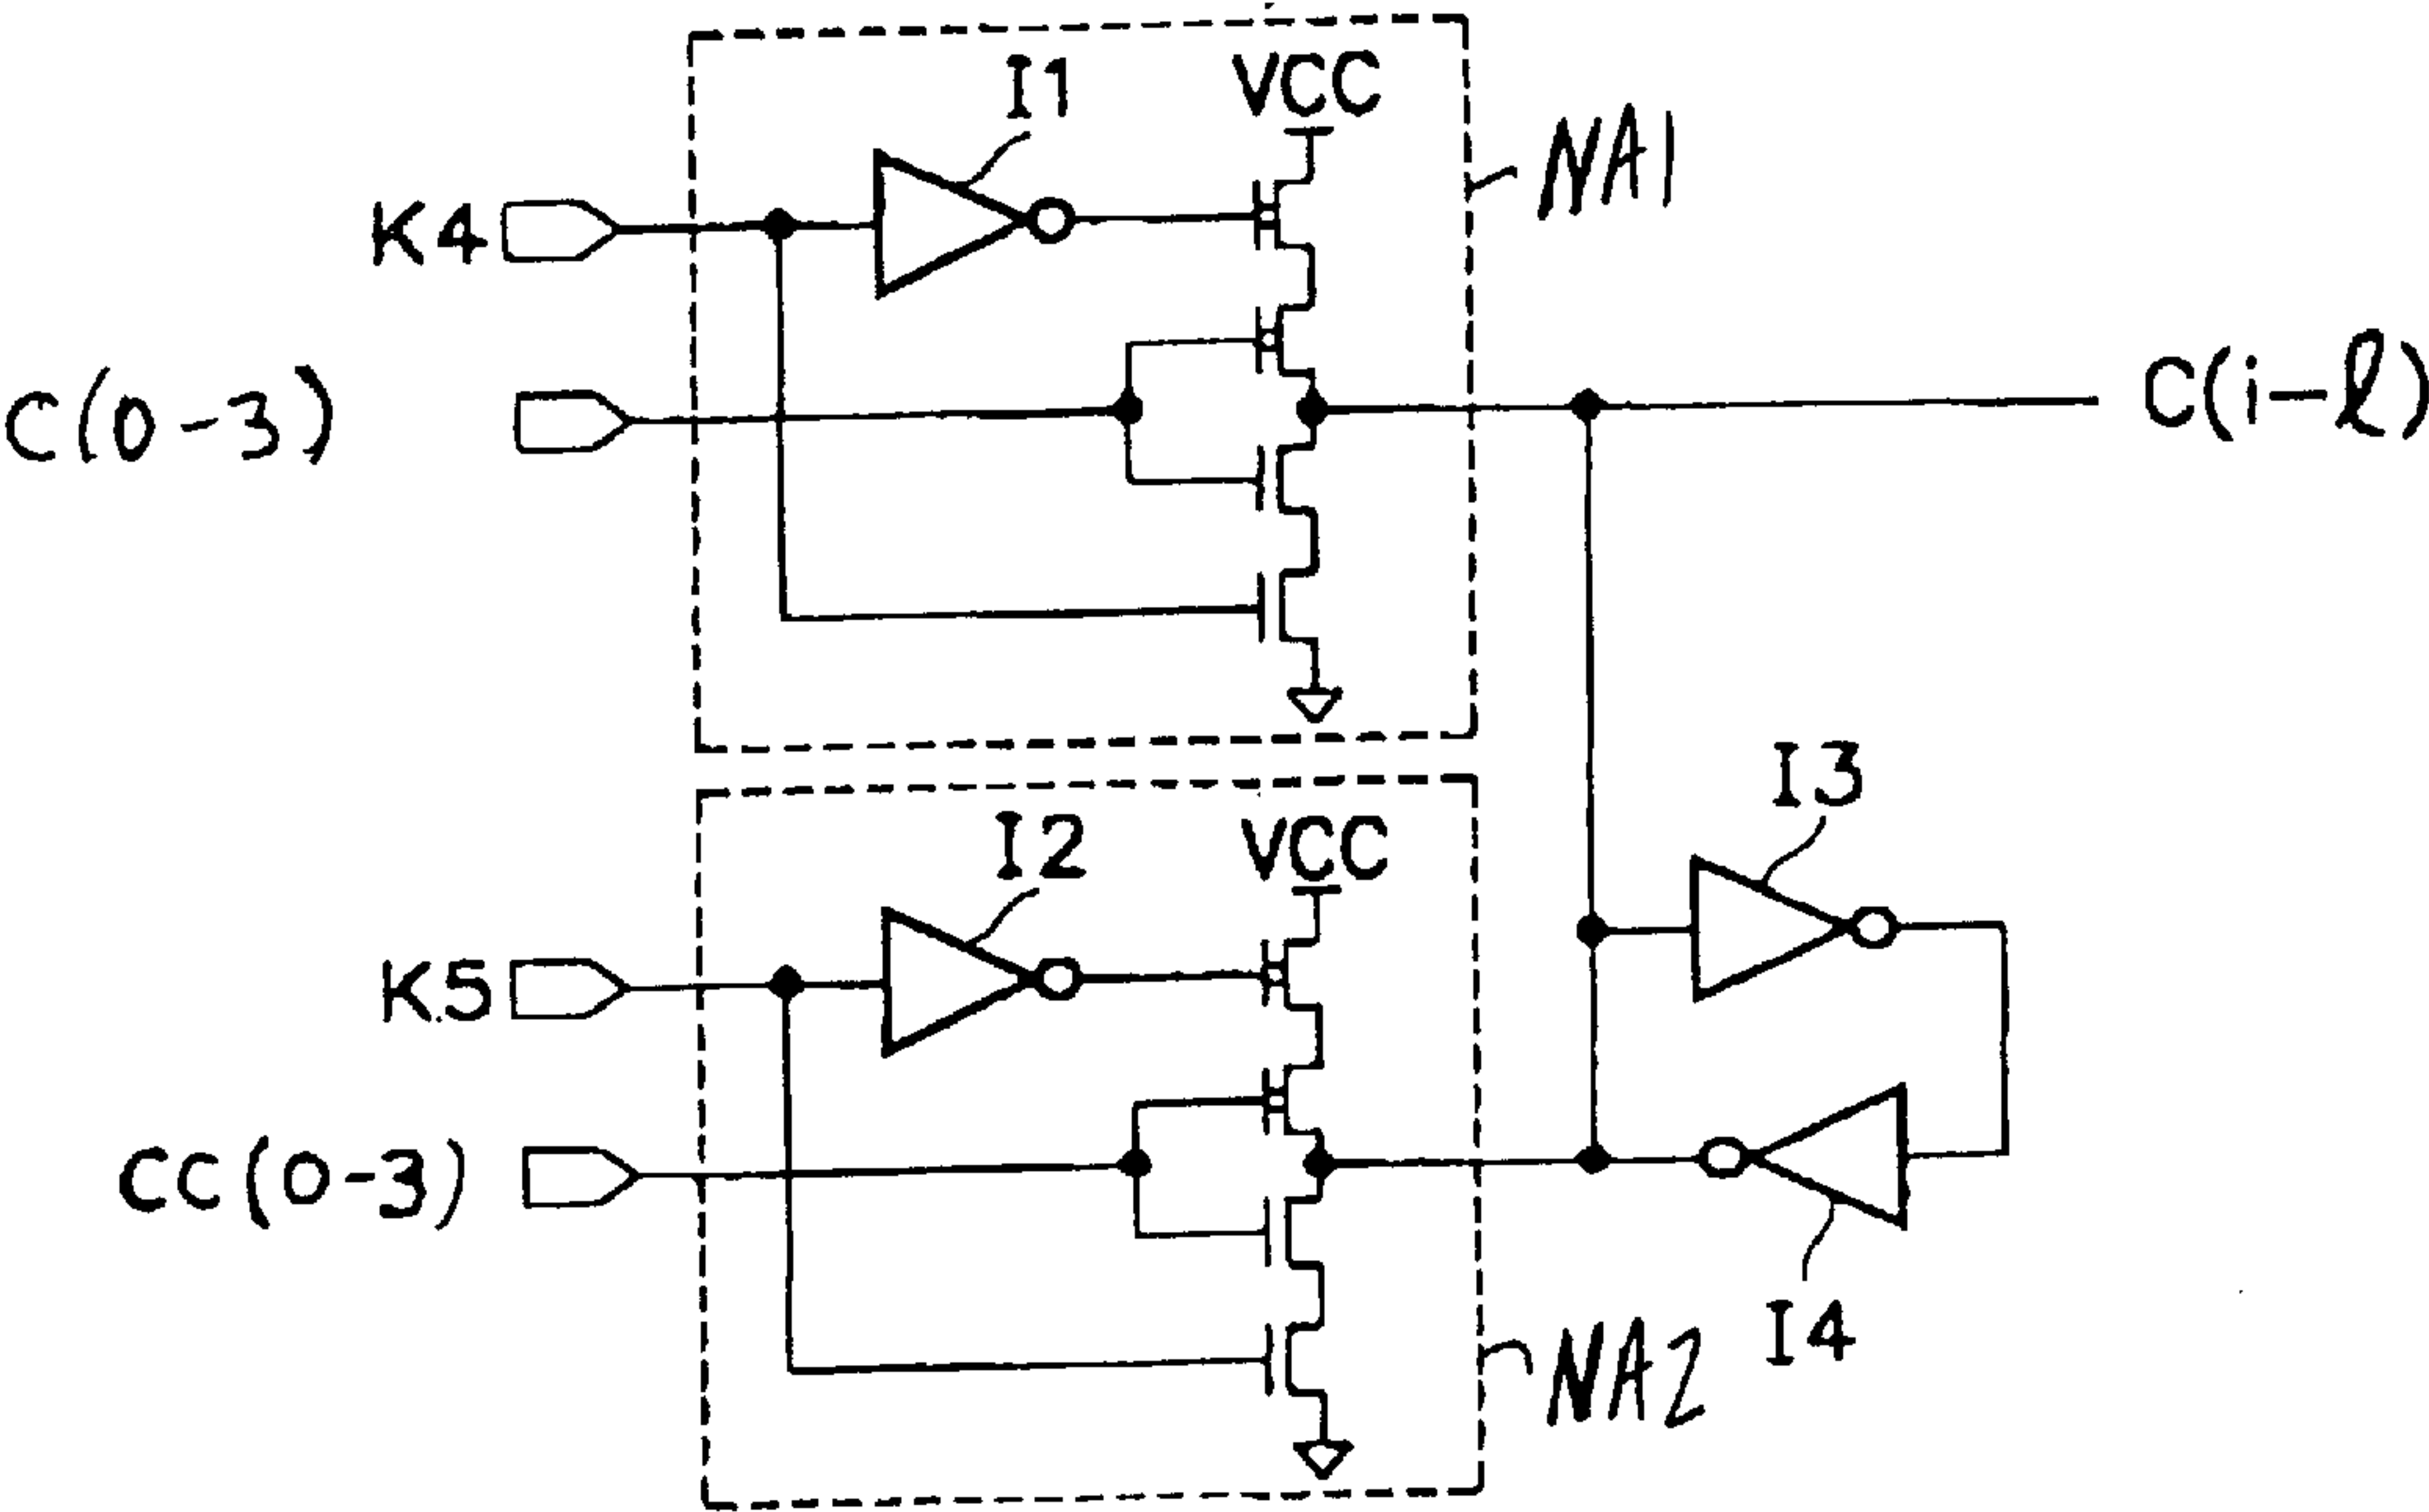 I1
VCC
NA1
K4
C(0-3)
C(i-ℓ)
I3
I2
VCC
K5
CC(0-3)
I4
NA2